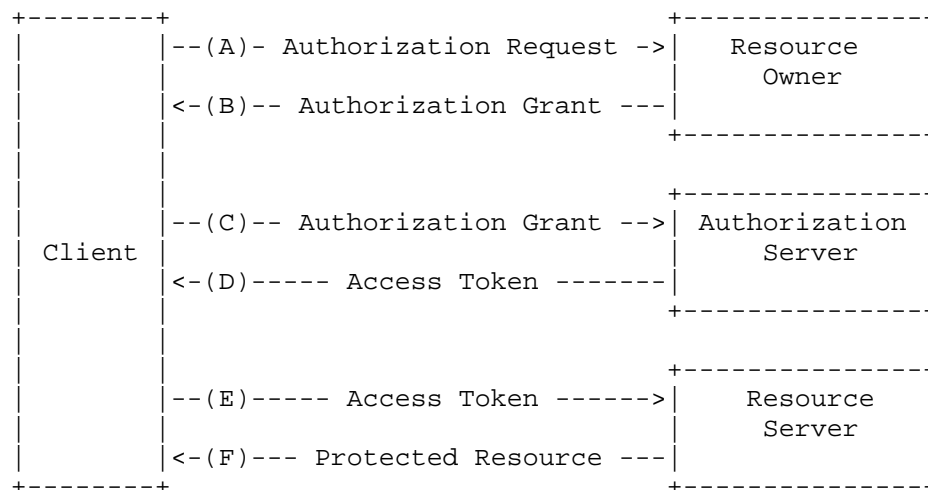 +--------+                               +----------------
|        |--(A)- Authorization Request ->|   Resource
|        |                               |     Owner
|        |<-(B)-- Authorization Grant ---|
|        |                               +----------------
|        |
|        |                               +----------------
|        |--(C)-- Authorization Grant -->| Authorization
| Client |                               |     Server
|        |<-(D)----- Access Token -------|
|        |                               +----------------
|        |
|        |                               +----------------
|        |--(E)----- Access Token ------>|    Resource
|        |                               |     Server
|        |<-(F)--- Protected Resource ---|
+--------+                               +----------------